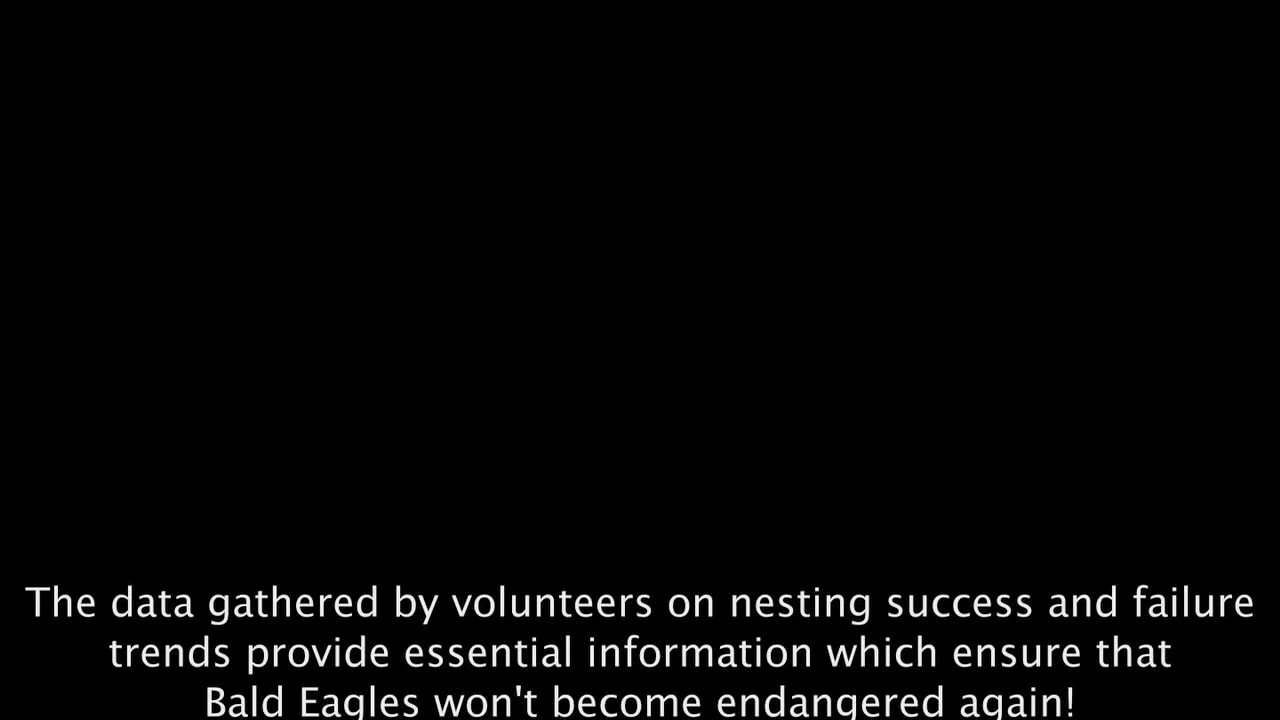 The data gathered by volunteers on nesting success and failure
trends provide essential information which ensure that
Bald Eagles won't become endangered again!